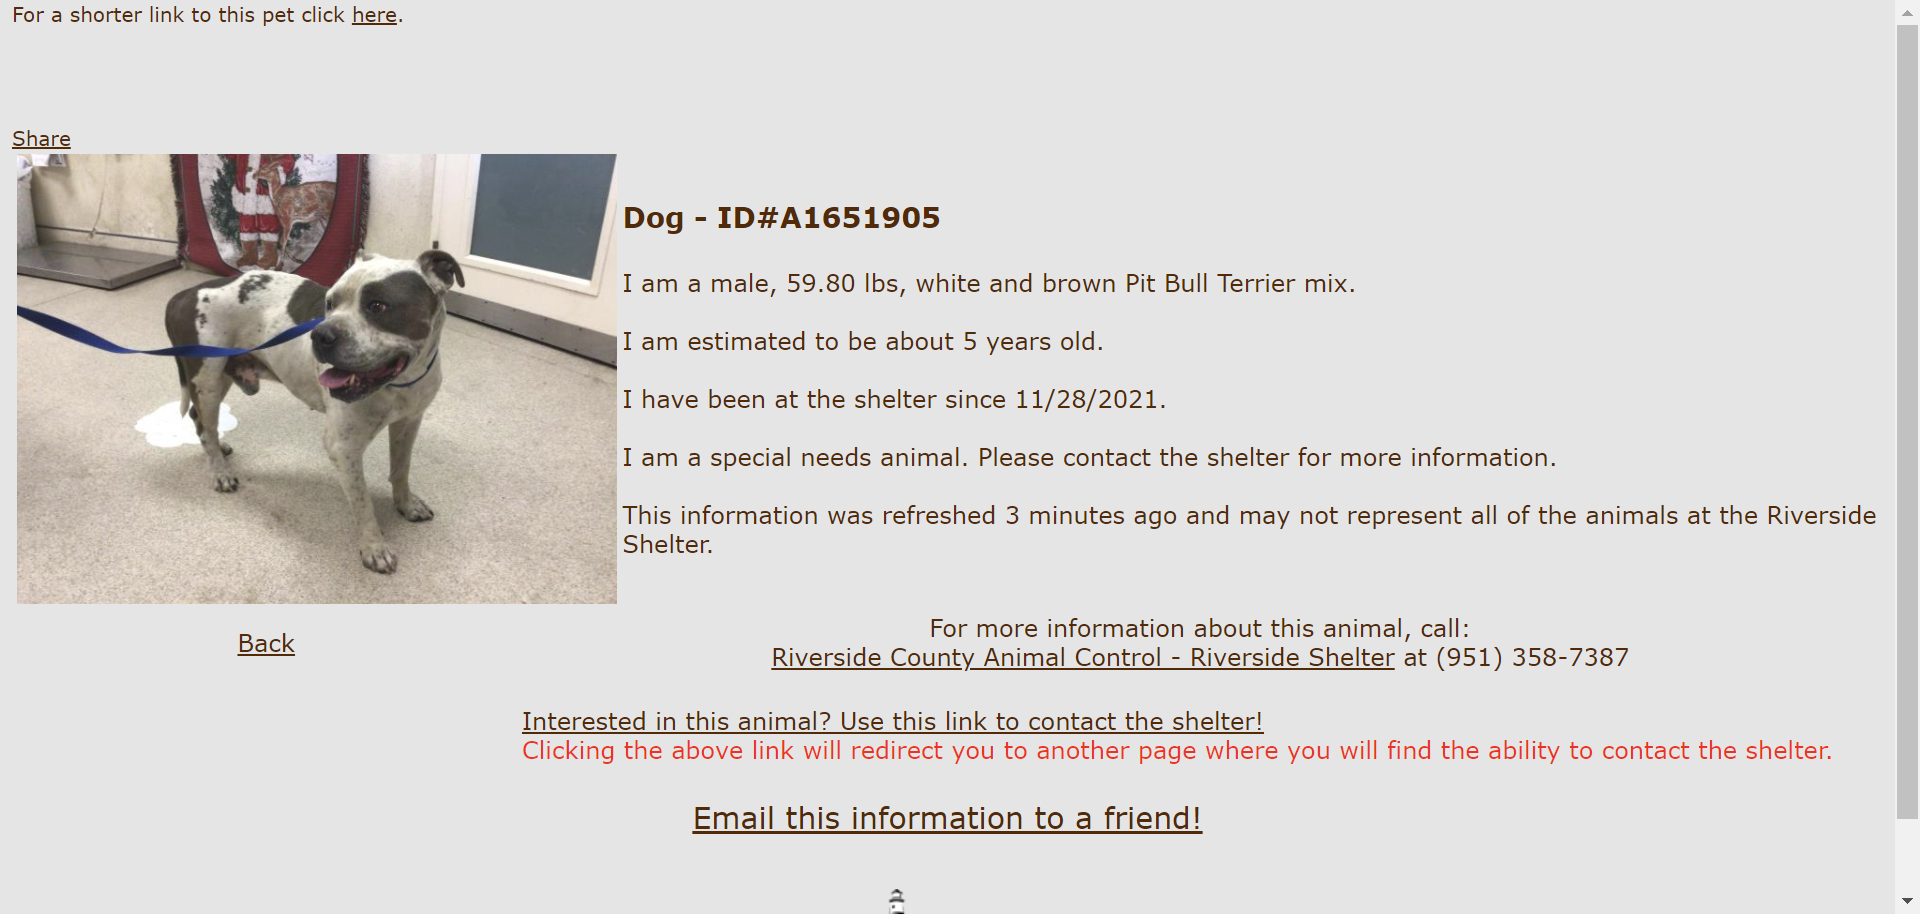 For a shorter link to this pet click here.
Share
Dog - ID#A1651905
I am a male, 59.80 lbs, white and brown Pit Bull Terrier mix.
I am estimated to be about 5 years old.
I have been at the shelter since 11/28/2021.
I am a special needs animal. Please contact the shelter for more information.
This information was refreshed 3 minutes ago and may not represent all of the animals at the Riverside
Shelter.
Back
For more information about this animal, call:
Riverside County Animal Control - Riverside Shelter at (951) 358-7387
Interested in this animal? Use this link to contact the shelter!
Clicking the above link will redirect you to another page where you will find the ability to contact the shelter.
Email this information to a friend!